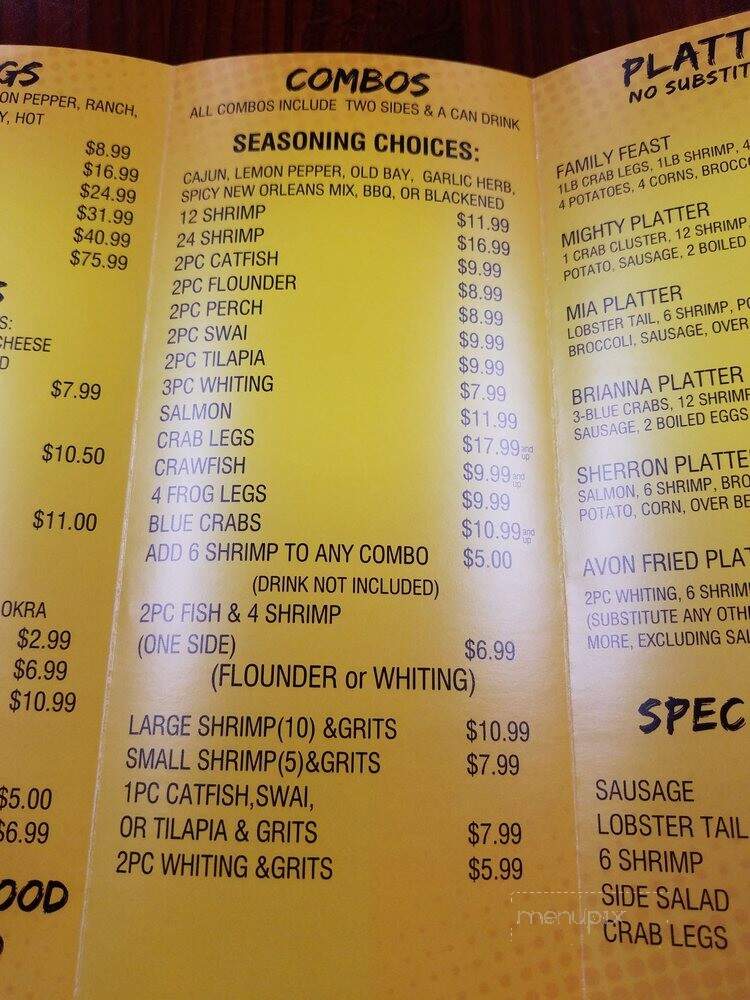 GS
ON PEPPER, RANCH,
Y, HOT
$8.99
$16.99
$24.99
$31.99
$40.99
$75.99
S
S:
CHEESE
D
$7.99
$10.50
$11.00
OKRA
$2.99
$6.99
$10.99
$5.00
$6.99
OOD
COMBOS
ALL COMBOS INCLUDE TWO SIDES & A CAN DRINK
SEASONING CHOICES:
CAJUN, LEMON PEPPER, OLD BAY, GARLIC HERB,
SPICY NEW ORLEANS MIX, BBQ, OR BLACKENED
12 SHRIMP $11.99
24 SHRIMP $16.99
2PC CATFISH $9.99
2PC FLOUNDER $8.99
2PC PERCH $8.99
2PC SWAI $9.99
2PC TILAPIA $9.99
3PC WHITING $7.99
SALMON $11.99
CRAB LEGS $17.99 and up
CRAWFISH $9.99 and up
4 FROG LEGS $9.99
BLUE CRABS $10.99 and up
ADD 6 SHRIMP TO ANY COMBO $5.00
(DRINK NOT INCLUDED)
2PC FISH & 4 SHRIMP
(ONE SIDE) $6.99
(FLOUNDER or WHITING)
LARGE SHRIMP(10) &GRITS $10.99
SMALL SHRIMP(5)&GRITS $7.99
1PC CATFISH,SWAI,
OR TILAPIA & GRITS $7.99
2PC WHITING &GRITS $5.99
PLATT
NO SUBSTIT
FAMILY FEAST
1LB CRAB LEGS, 1LB SHRIMP, 4
4 POTATOES, 4 CORNS, BROCC
MIGHTY PLATTER
1 CRAB CLUSTER, 12 SHRIMP,
POTATO, SAUSAGE, 2 BOILED
MIA PLATTER
LOBSTER TAIL, 6 SHRIMP, PO
BROCCOLI, SAUSAGE, OVER
BRIANNA PLATTER
3-BLUE CRABS, 12 SHRIMP
SAUSAGE, 2 BOILED EGGS
SHERRON PLATTE
SALMON, 6 SHRIMP, BRO
POTATO, CORN, OVER BE
AVON FRIED PLAT
2PC WHITING, 6 SHRIM
(SUBSTITUTE ANY OTH
MORE, EXCLUDING SAL
SPEC
SAUSAGE
LOBSTER TAIL
6 SHRIMP
SIDE SALAD
CRAB LEGS
menupix